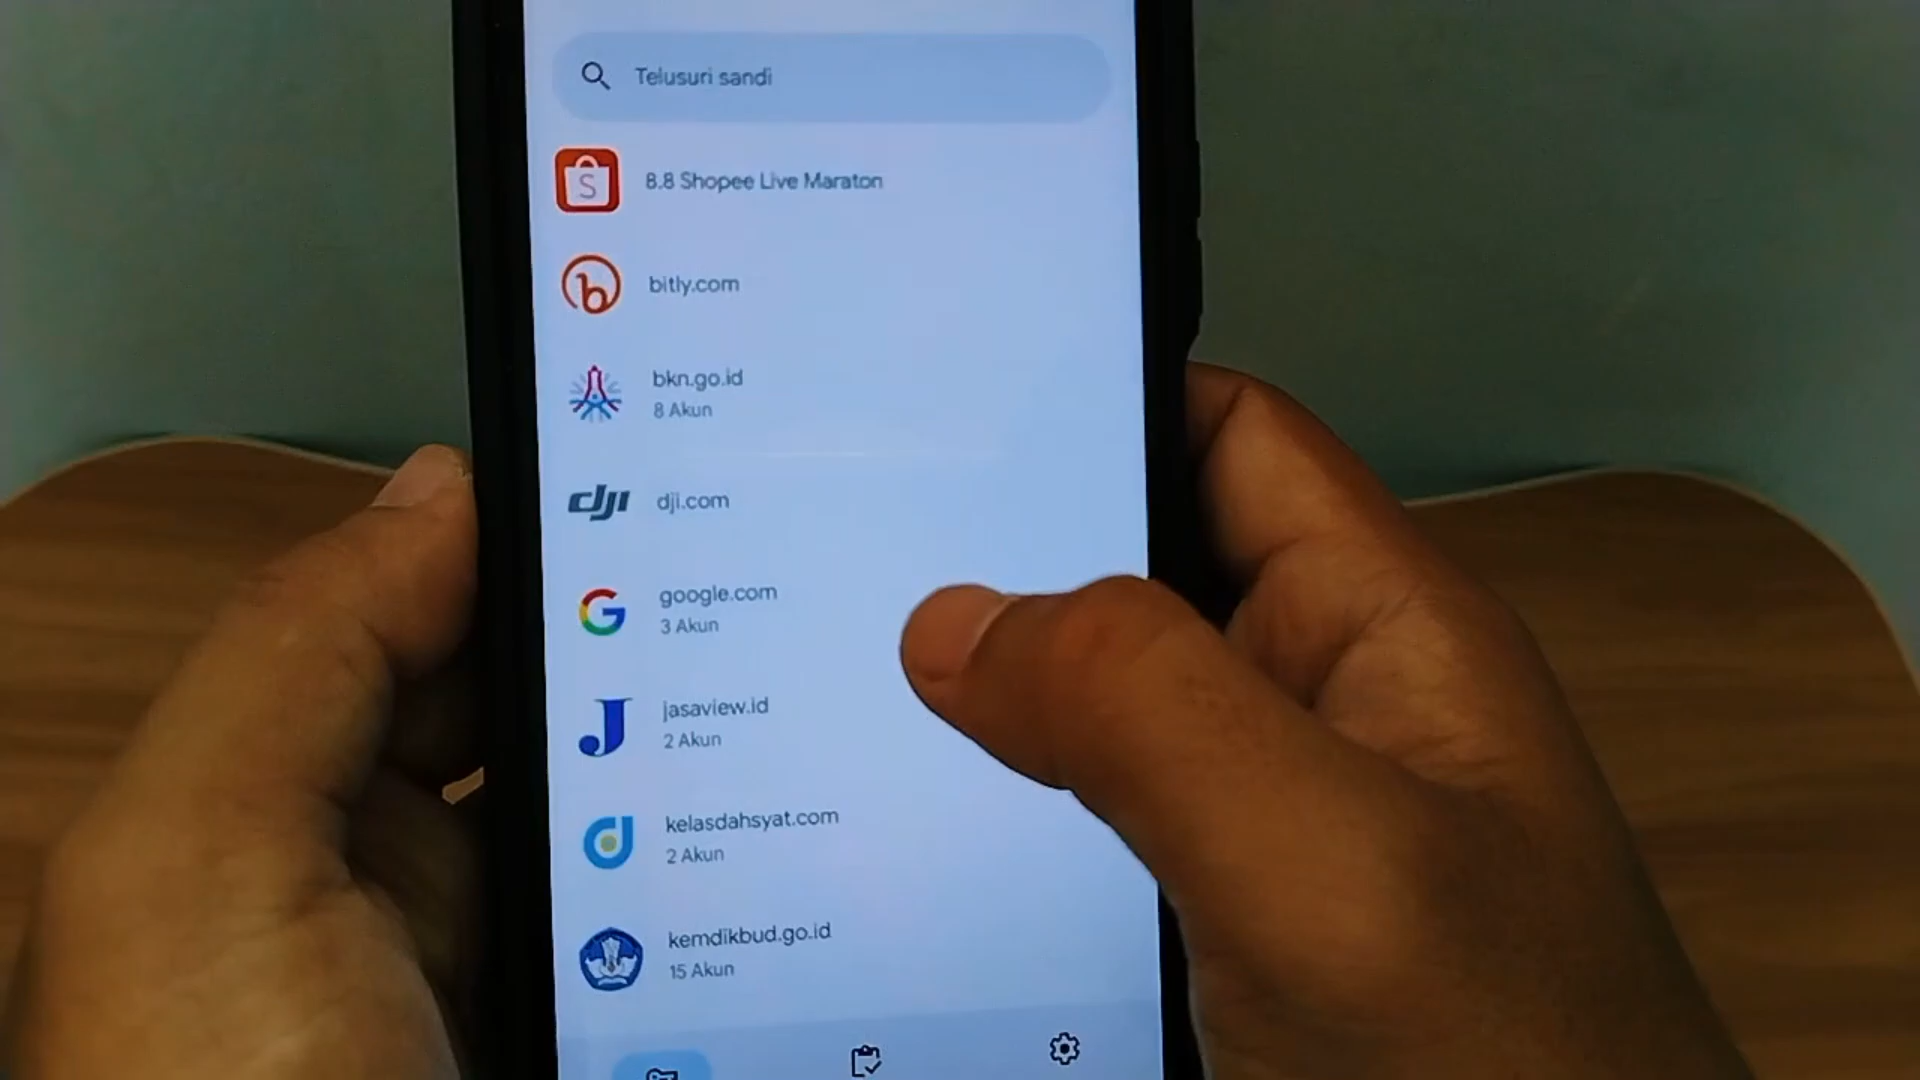 Telusuri sandi
S
8.8 Shopee Live Maraton
b
bitly.com
bkn.go.id
8 Akun
dji
dji.com
G
google.com
3 Akun
J
jasaview.id
2 Akun
d
kelasdahsyat.com
2 Akun
kemdikbud.go.id
15 Akun